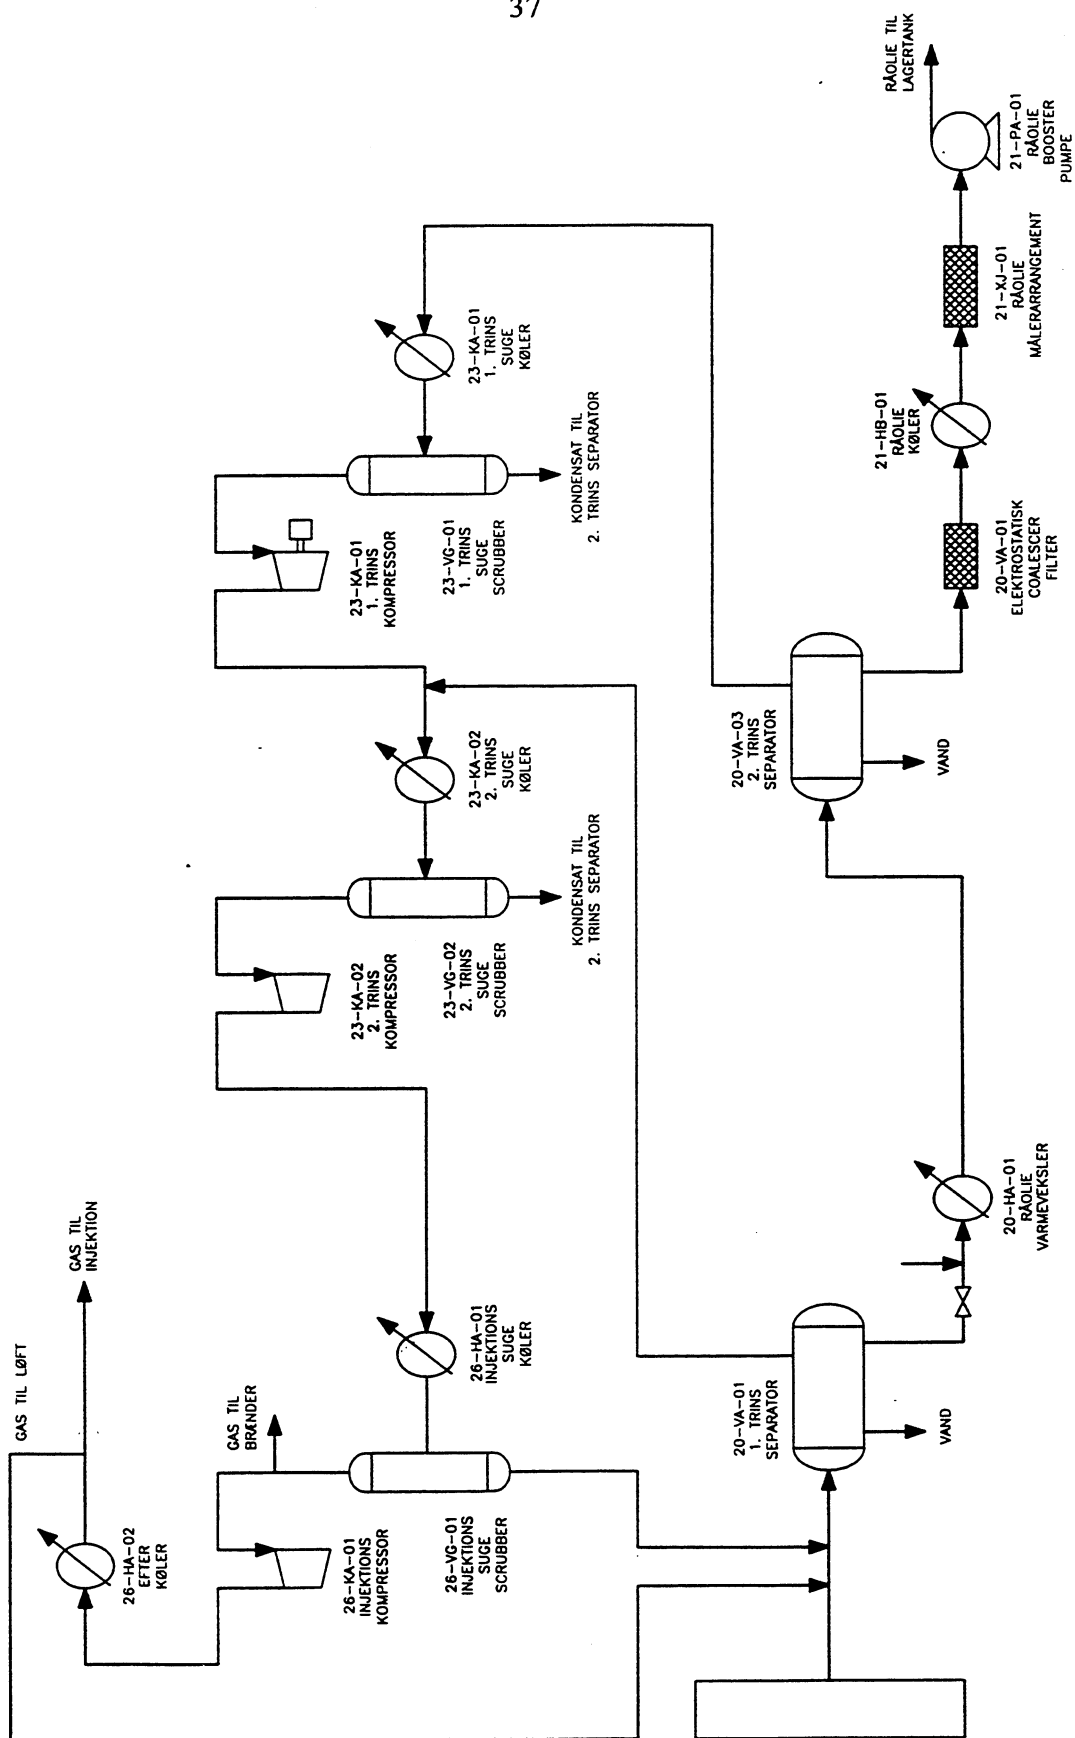 37
GAS TIL LØFT
GAS TIL
INJEKTION
26-HA-02
EFTER
KØLER
GAS TIL
BRÆNDER
26-KA-01
INJEKTIONS
KOMPRESSOR
26-VG-01
INJEKTIONS
SUGE
SCRUBBER
26-HA-01
INJEKTIONS
SUGE
KØLER
23-KA-02
2. TRINS
KOMPRESSOR
23-VG-02
2. TRINS
SUGE
SCRUBBER
KONDENSAT TIL
2. TRINS SEPARATOR
23-KA-02
2. TRINS
SUGE
KØLER
23-KA-01
1. TRINS
KOMPRESSOR
23-VG-01
1. TRINS
SUGE
SCRUBBER
KONDENSAT TIL
2. TRINS SEPARATOR
23-KA-01
1. TRINS
SUGE
KØLER
20-VA-01
1. TRINS
SEPARATOR
VAND
20-HA-01
RÅOLIE
VARMEVEKSLER
20-VA-03
2. TRINS
SEPARATOR
VAND
20-VA-01
ELEKTROSTATISK
COALESCER
FILTER
21-HB-01
RÅOLIE
KØLER
21-XJ-01
RÅOLIE
MÅLERARRANGEMENT
21-PA-01
RÅOLIE
BOOSTER
PUMPE
RÅOLIE TIL
LAGERTANK